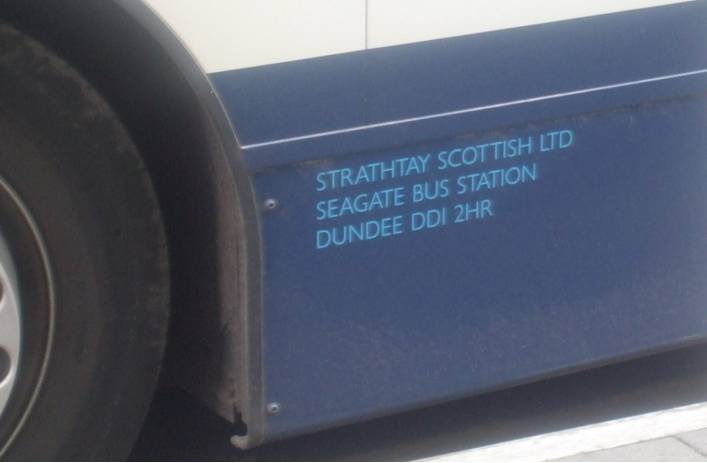 STRATHTAY SCOTTISH LTD
SEAGATE BUS STATION
DUNDEE DD1 2HR